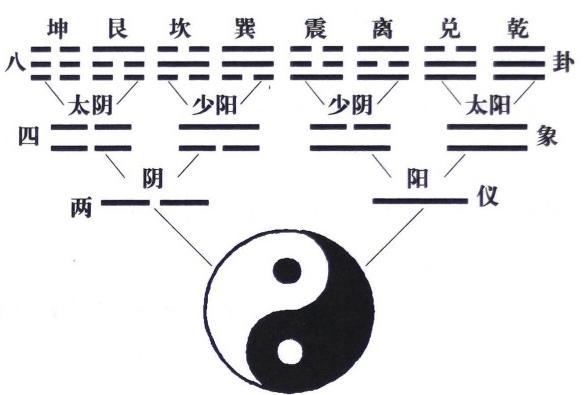 坤 艮 坎 巽 震 离 兑 乾
八 卦
太阴 少阳 少阴 太阳
四 象
阴 阳
两 仪